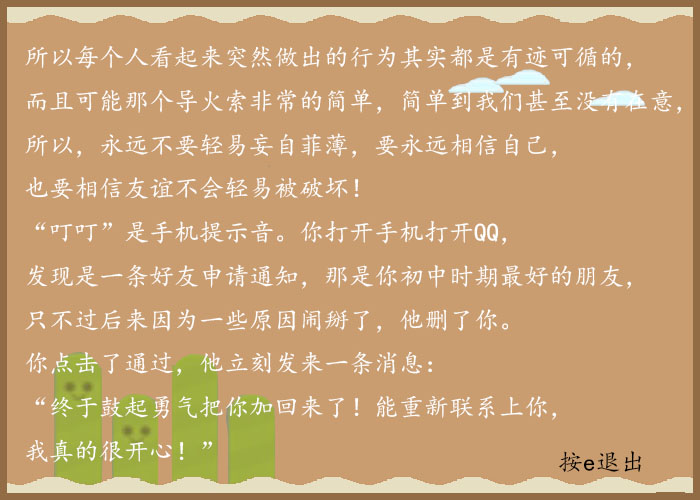 所以每个人看起来突然做出的行为其实都是有迹可循的，
而且可能那个导火索非常的简单，简单到我们甚至没有在意，
所以，永远不要轻易妄自菲薄，要永远相信自己，
也要相信友谊不会轻易被破坏！
“叮叮”是手机提示音。你打开手机打开QQ，
发现是一条好友申请通知，那是你初中时期最好的朋友，
只不过后来因为一些原因闹掰了，他删了你。
你点击了通过，他立刻发来一条消息：
“终于鼓起勇气把你加回来了！能重新联系上你，
我真的很开心！”
按e退出